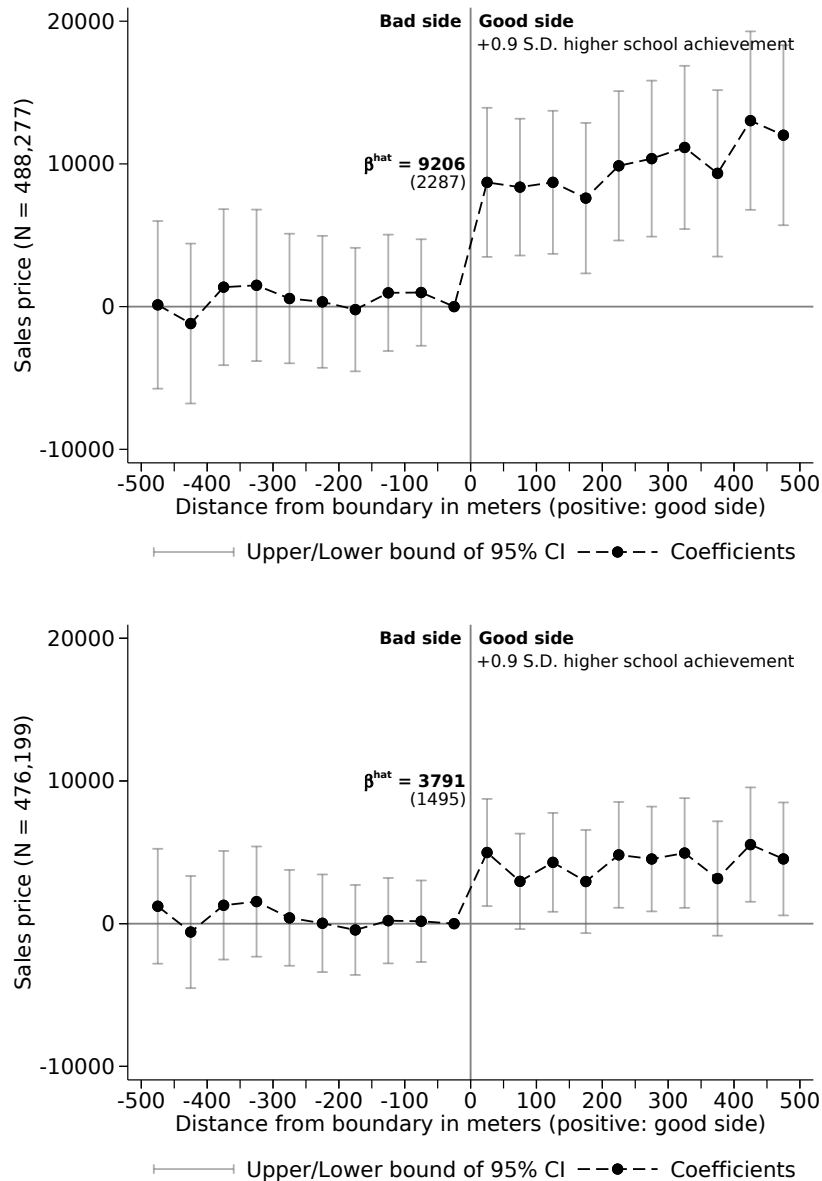 20000
Bad side
Good side
+0.9 S.D. higher school achievement
Sales price (N = 488,277)
10000
βhat = 9206
(2287)
0
-10000
-500 -400 -300 -200 -100 0 100 200 300 400 500
Distance from boundary in meters (positive: good side)
Upper/Lower bound of 95% CI
Coefficients
20000
Bad side
Good side
+0.9 S.D. higher school achievement
Sales price (N = 476,199)
10000
βhat = 3791
(1495)
0
-10000
-500 -400 -300 -200 -100 0 100 200 300 400 500
Distance from boundary in meters (positive: good side)
Upper/Lower bound of 95% CI
Coefficients